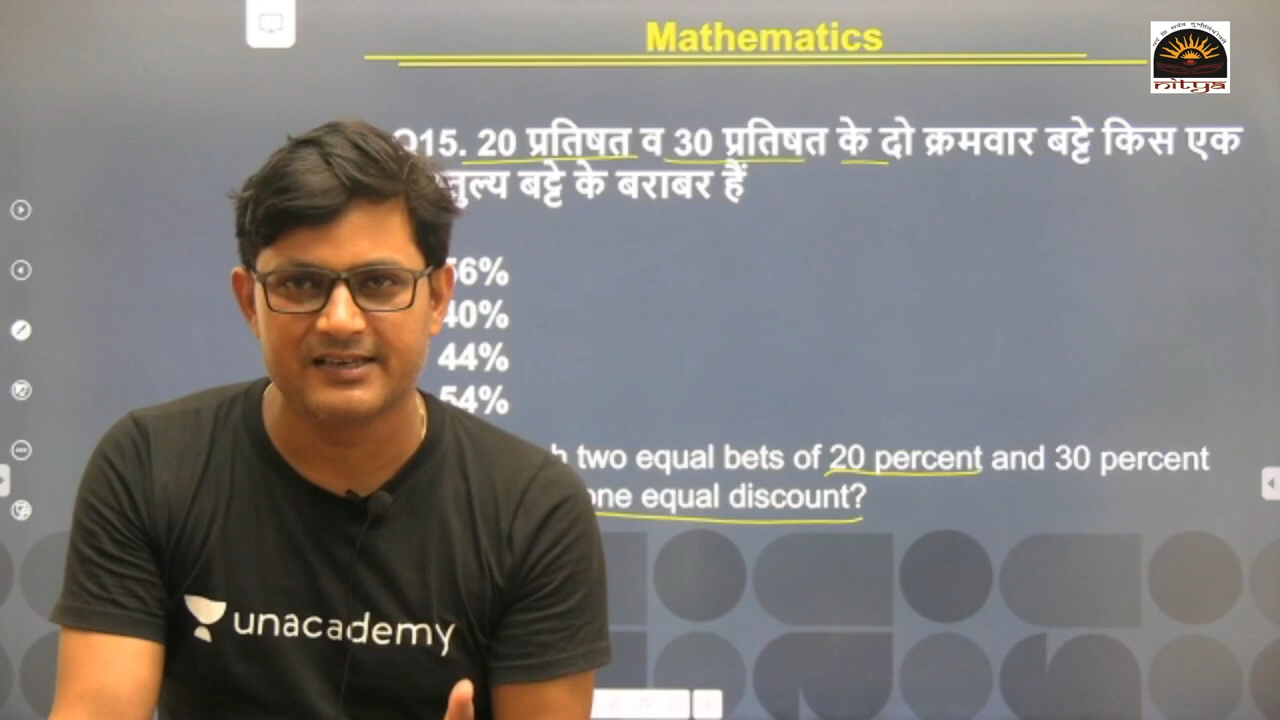 Mathematics
nitya
Q15. 20 प्रतिषत व 30 प्रतिषत के दो क्रमवार बट्टे किस एक
तुल्य बट्टे के बराबर हैं
56%
40%
44%
54%
two equal bets of 20 percent and 30 percent
one equal discount?
unacademy